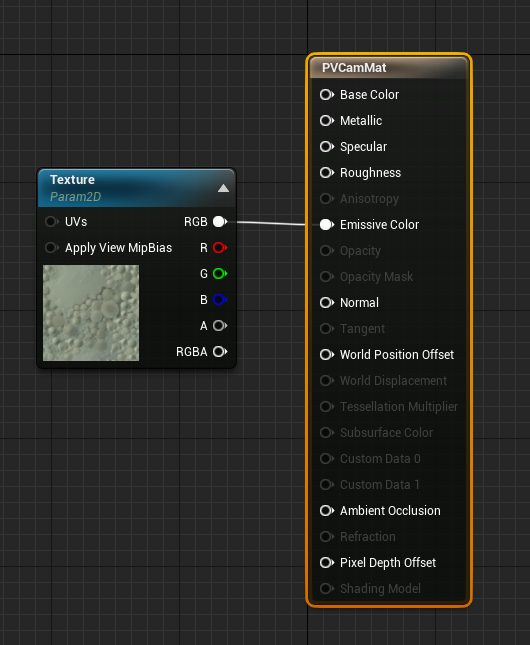 Texture
Param2D
UVs
RGB
Apply View MipBias
R
G
B
A
RGBA
PVCamMat
Base Color
Metallic
Specular
Roughness
Anisotropy
Emissive Color
Opacity
Opacity Mask
Normal
Tangent
World Position Offset
World Displacement
Tessellation Multiplier
Subsurface Color
Custom Data 0
Custom Data 1
Ambient Occlusion
Refraction
Pixel Depth Offset
Shading Model